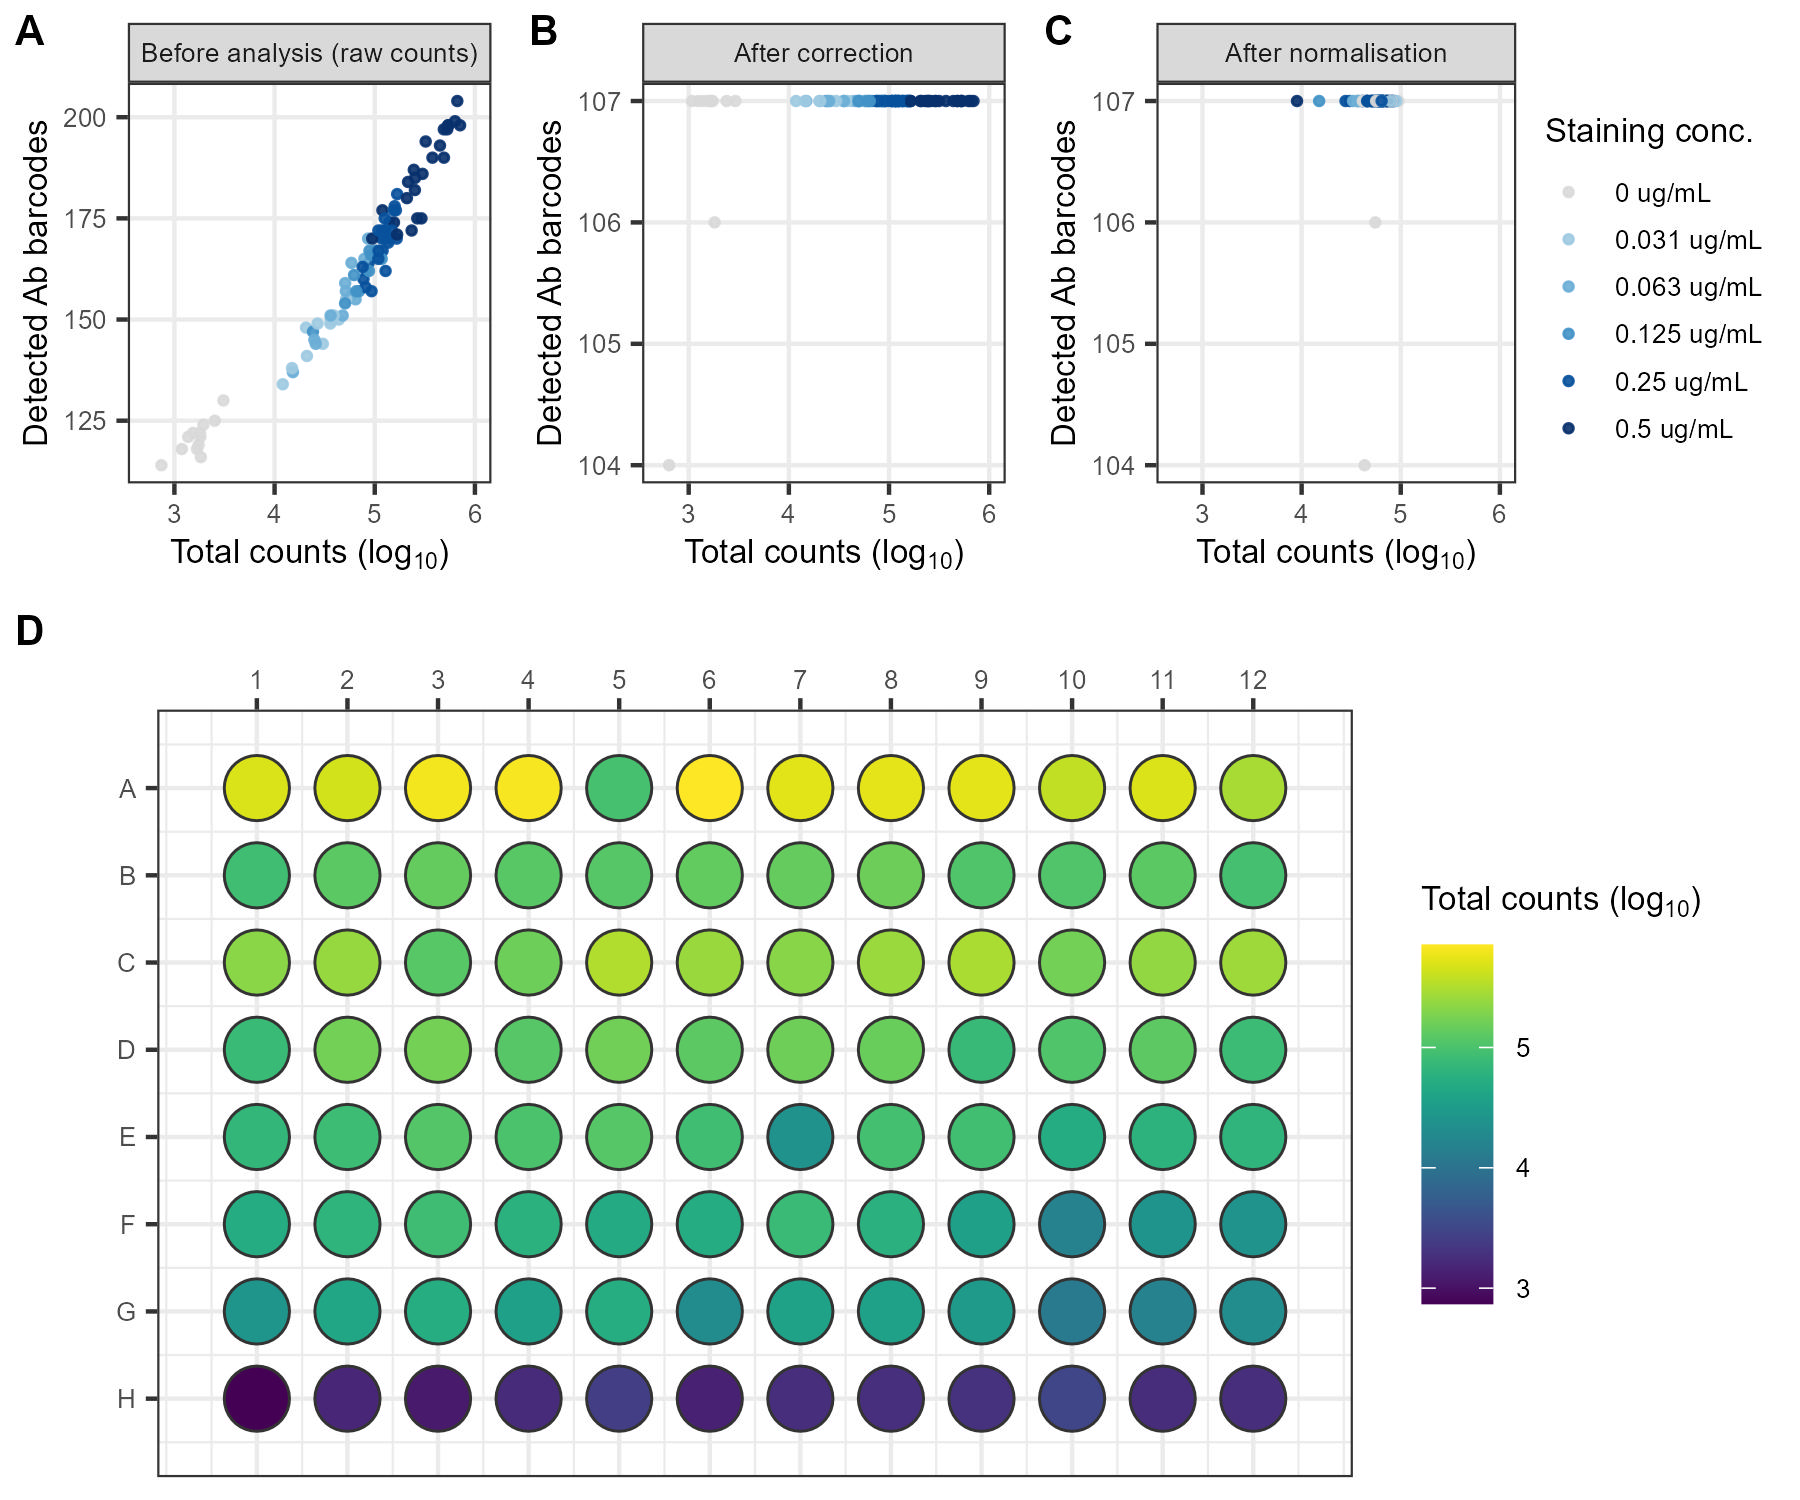 A
B
C
Before analysis (raw counts)
After correction
After normalisation
Detected Ab barcodes
200
175
150
125
3 4 5 6
Total counts (log10)
Detected Ab barcodes
107
106
105
104
3 4 5 6
Total counts (log10)
Detected Ab barcodes
107
106
105
104
3 4 5 6
Total counts (log10)
Staining conc.
0 ug/mL
0.031 ug/mL
0.063 ug/mL
0.125 ug/mL
0.25 ug/mL
0.5 ug/mL
D
1 2 3 4 5 6 7 8 9 10 11 12
A
B
C
D
E
F
G
H
Total counts (log10)
5
4
3